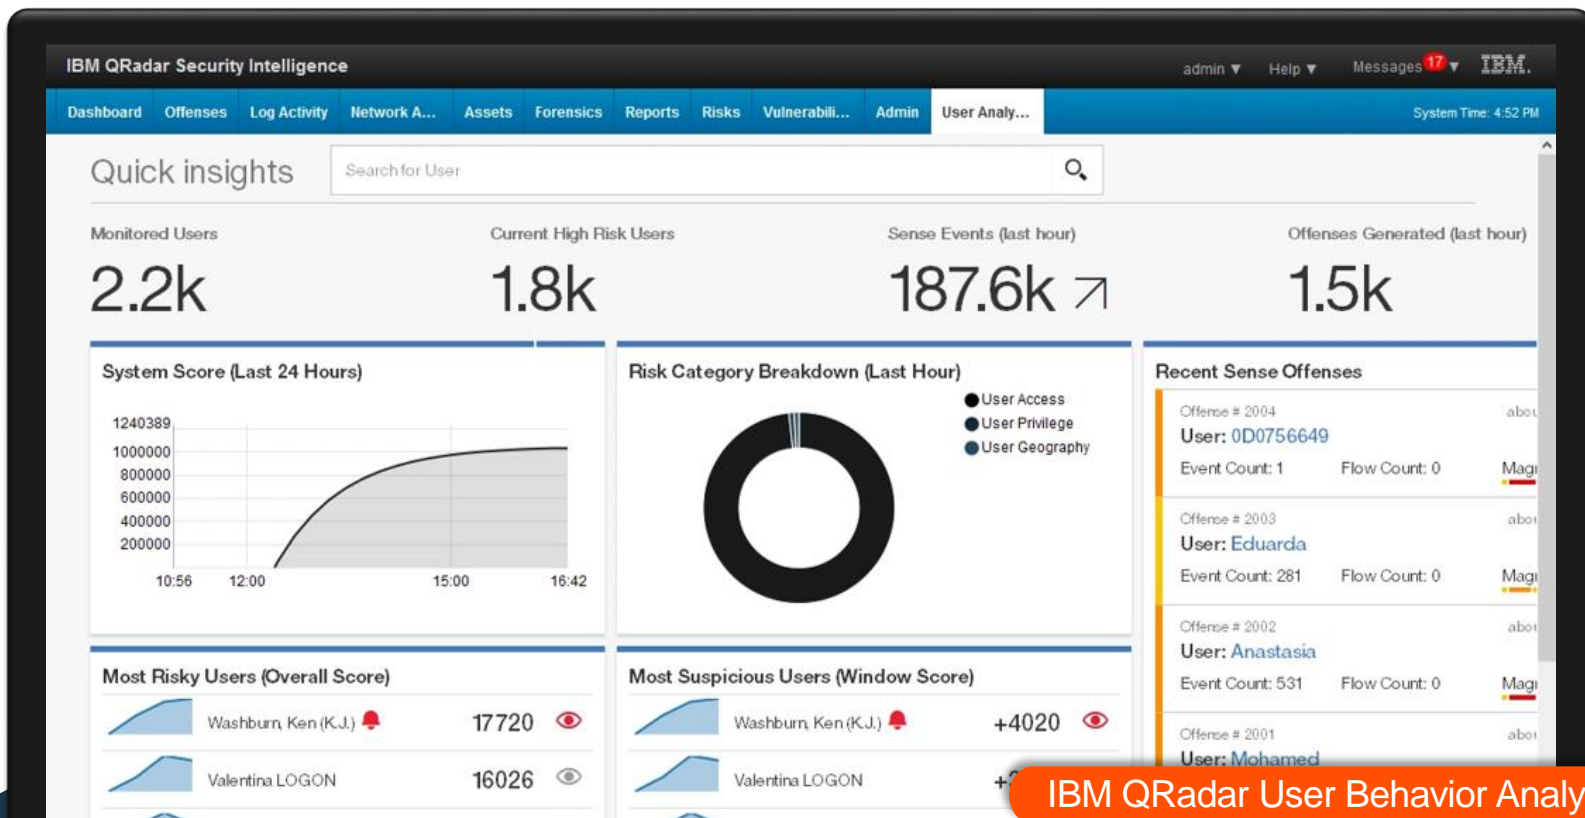 IBM QRadar Security Intelligence
admin Help Messages 17 IBM.
Dashboard Offenses Log Activity Network A... Assets Forensics Reports Risks Vulnerabili... Admin User Analy... System Time: 4:52 PM
Quick insights Search for User
Monitored Users Current High Risk Users Sense Events (last hour) Offenses Generated (last hour)
2.2k 1.8k 187.6k 1.5k
System Score (Last 24 Hours)
1240389
1000000
800000
600000
400000
200000
10:56 12:00 15:00 16:42
Risk Category Breakdown (Last Hour)
User Access
User Privilege
User Geography
Recent Sense Offenses
Offense # 2004
User: 0D0756649
Event Count: 1 Flow Count: 0
Offense # 2003
User: Eduarda
Event Count: 281 Flow Count: 0
Offense # 2002
User: Anastasia
Event Count: 531 Flow Count: 0
Offense # 2001
User: Mohamed
Most Risky Users (Overall Score)
Washburn, Ken (K.J.) 17720
Valentina LOGON 16026
Most Suspicious Users (Window Score)
Washburn, Ken (K.J.) +4020
Valentina LOGON
IBM QRadar User Behavior Analy